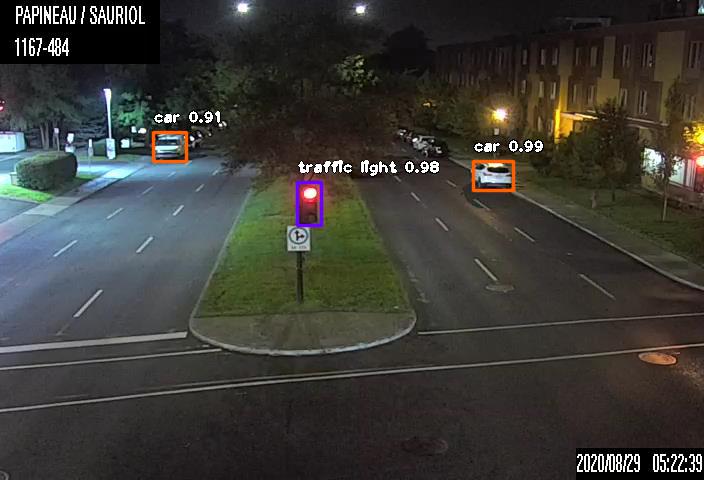 PAPINEAU / SAURIOL
1167-484
car 0.91
car 0.99
traffic light 0.98
2020/08/29 05:22:39